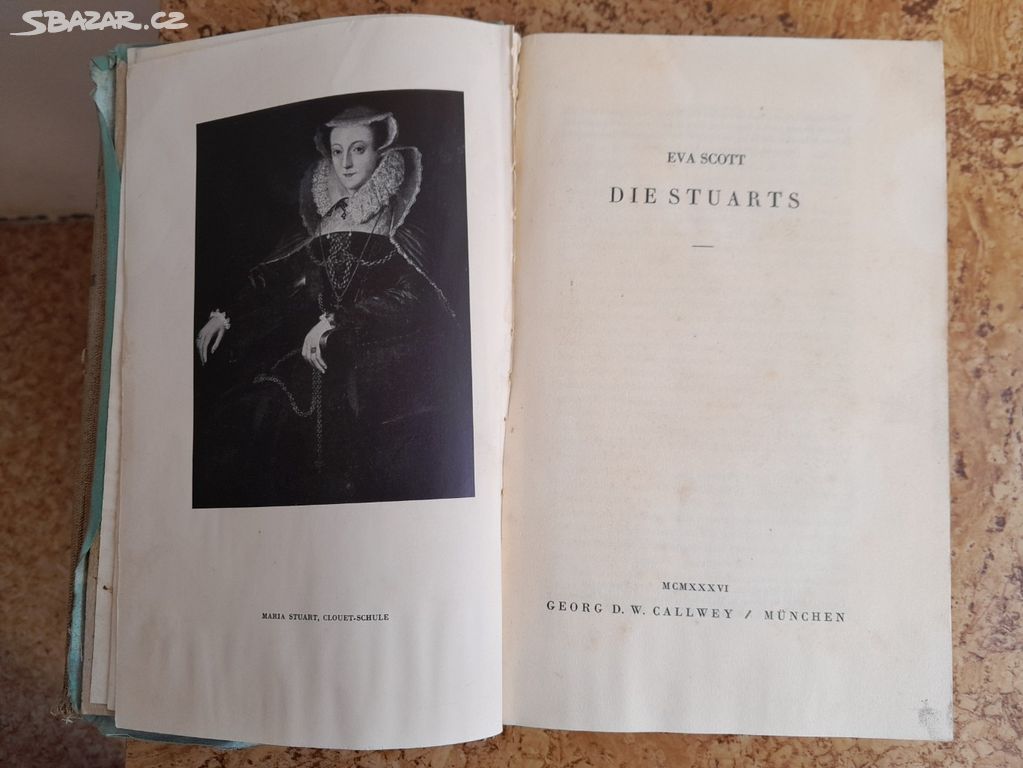 SBAZAR.CZ
MARIA STUART, CLOUET-SCHULE
EVA SCOTT
DIE STUARTS
MCMXXXVI
GEORG D. W. CALLWEY / MÜNCHEN